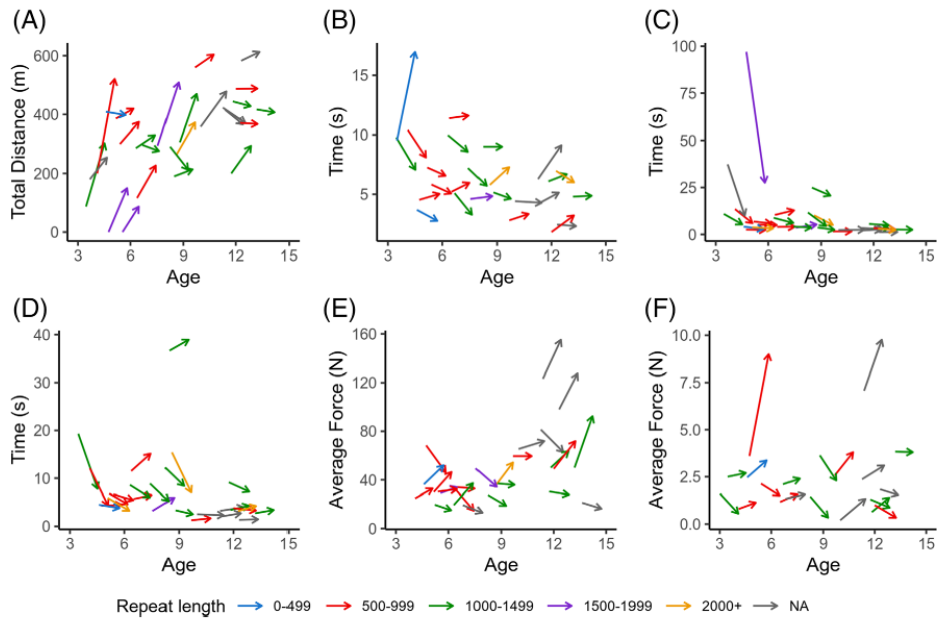 (A) (B) (C)
Total Distance (m)
600
400
200
0
3 6 9 12 15
Age
Time (s)
15
10
5
3 6 9 12 15
Age
Time (s)
100
75
50
25
0
3 6 9 12 15
Age
(D) (E) (F)
Time (s)
40
30
20
10
0
3 6 9 12 15
Age
Average Force (N)
160
120
80
40
0
3 6 9 12 15
Age
Average Force (N)
10.0
7.5
5.0
2.5
0.0
3 6 9 12 15
Age
Repeat length 0-499 500-999 1000-1499 1500-1999 2000+ NA